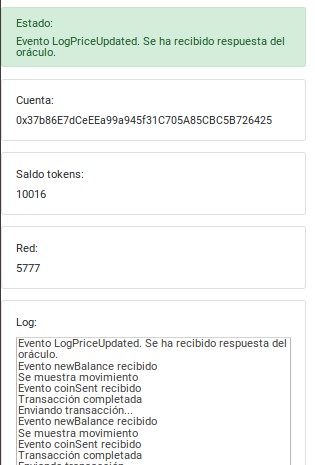 Estado:
Evento LogPriceUpdated. Se ha recibido respuesta del
oráculo.
Cuenta:
0x37b86E7dCeEEa99a945f31C705A85CBC5B726425
Saldo tokens:
10016
Red:
5777
Log:
Evento LogPriceUpdated. Se ha recibido respuesta del
oráculo.
Evento newBalance recibido
Se muestra movimiento
Evento coinSent recibido
Transacción completada
Enviando transacción...
Evento newBalance recibido
Se muestra movimiento
Evento coinSent recibido
Transacción completada